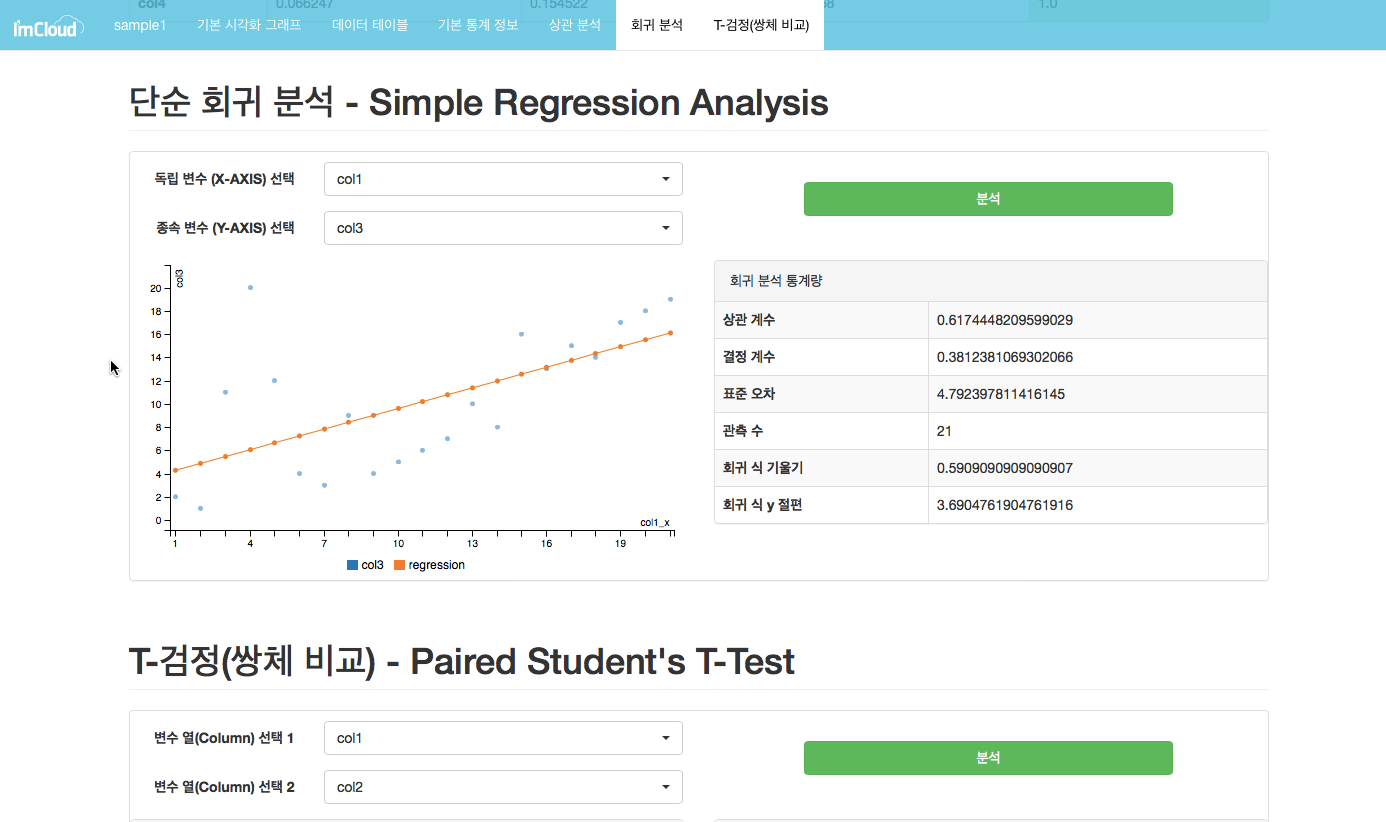 col4 0.066247 0.154522 1.0
I'mCloud sample1 기본 시각화 그래프 데이터 테이블 기본 통계 정보 상관 분석 회귀 분석 T-검정(쌍체 비교)
단순 회귀 분석 - Simple Regression Analysis
독립 변수 (X-AXIS) 선택 col1
분석
종속 변수 (Y-AXIS) 선택 col3
col3
20
18
16
14
12
10
8
6
4
2
0
col1_x
1 4 7 10 13 16 19
col3 regression
회귀 분석 통계량
상관 계수 0.6174448209599029
결정 계수 0.3812381069302066
표준 오차 4.792397811416145
관측 수 21
회귀 식 기울기 0.5909090909090907
회귀 식 y 절편 3.6904761904761916
T-검정(쌍체 비교) - Paired Student's T-Test
변수 열(Column) 선택 1 col1
분석
변수 열(Column) 선택 2 col2